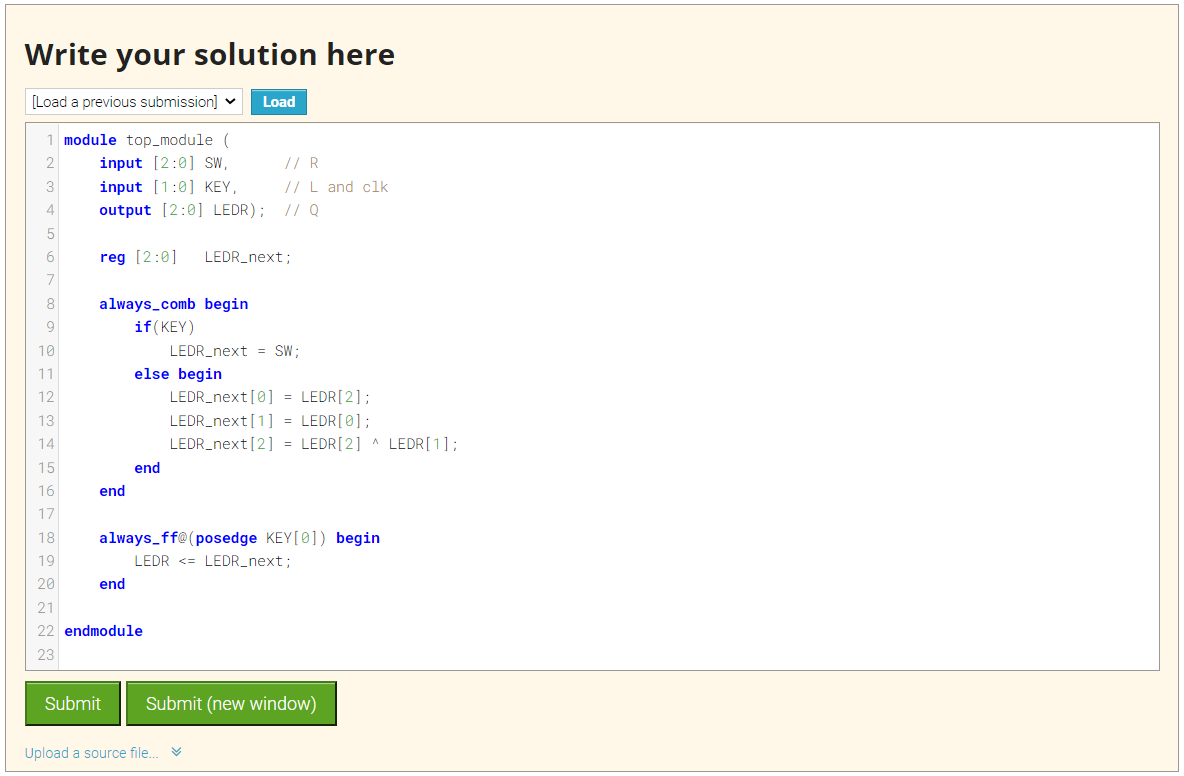 Write your solution here
[Load a previous submission] Load
1 module top_module (
2     input [2:0] SW,      // R
3     input [1:0] KEY,     // L and clk
4     output [2:0] LEDR);  // Q
5
6     reg [2:0]   LEDR_next;
7
8     always_comb begin
9         if(KEY)
10             LEDR_next = SW;
11         else begin
12             LEDR_next[0] = LEDR[2];
13             LEDR_next[1] = LEDR[0];
14             LEDR_next[2] = LEDR[2] ^ LEDR[1];
15         end
16     end
17
18     always_ff@(posedge KEY[0]) begin
19         LEDR <= LEDR_next;
20     end
21
22 endmodule
23
Submit Submit (new window)
Upload a source file...